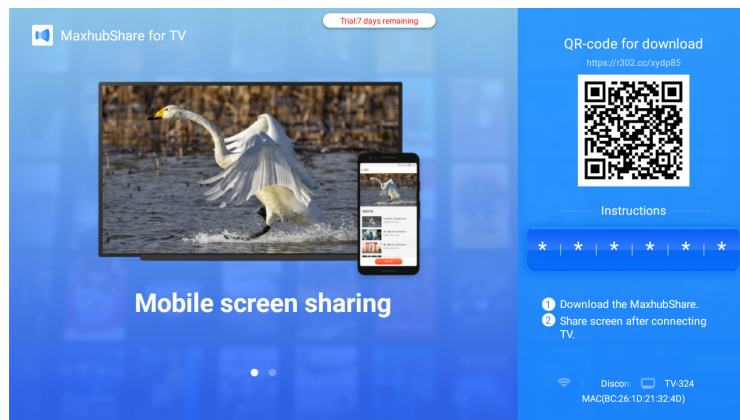 MaxhubShare for TV
Trial:7 days remaining
Mobile screen sharing
QR-code for download
https://r302.cc/xydp85
Instructions
* | * | * | * | * | *
1 Download the MaxhubShare.
2 Share screen after connecting
TV.
TV-324
MAC(BC:26:1D:21:32:4D)